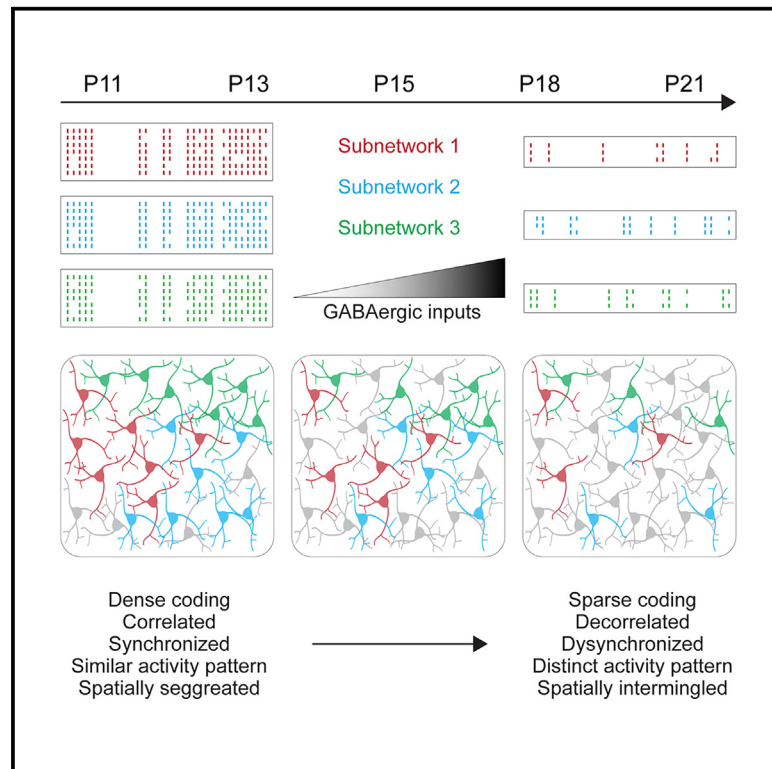 P11 P13 P15 P18 P21
Subnetwork 1
Subnetwork 2
Subnetwork 3
GABAergic inputs
Dense coding
Correlated
Synchronized
Similar activity pattern
Spatially seggreated
Sparse coding
Decorrelated
Dysynchronized
Distinct activity pattern
Spatially intermingled